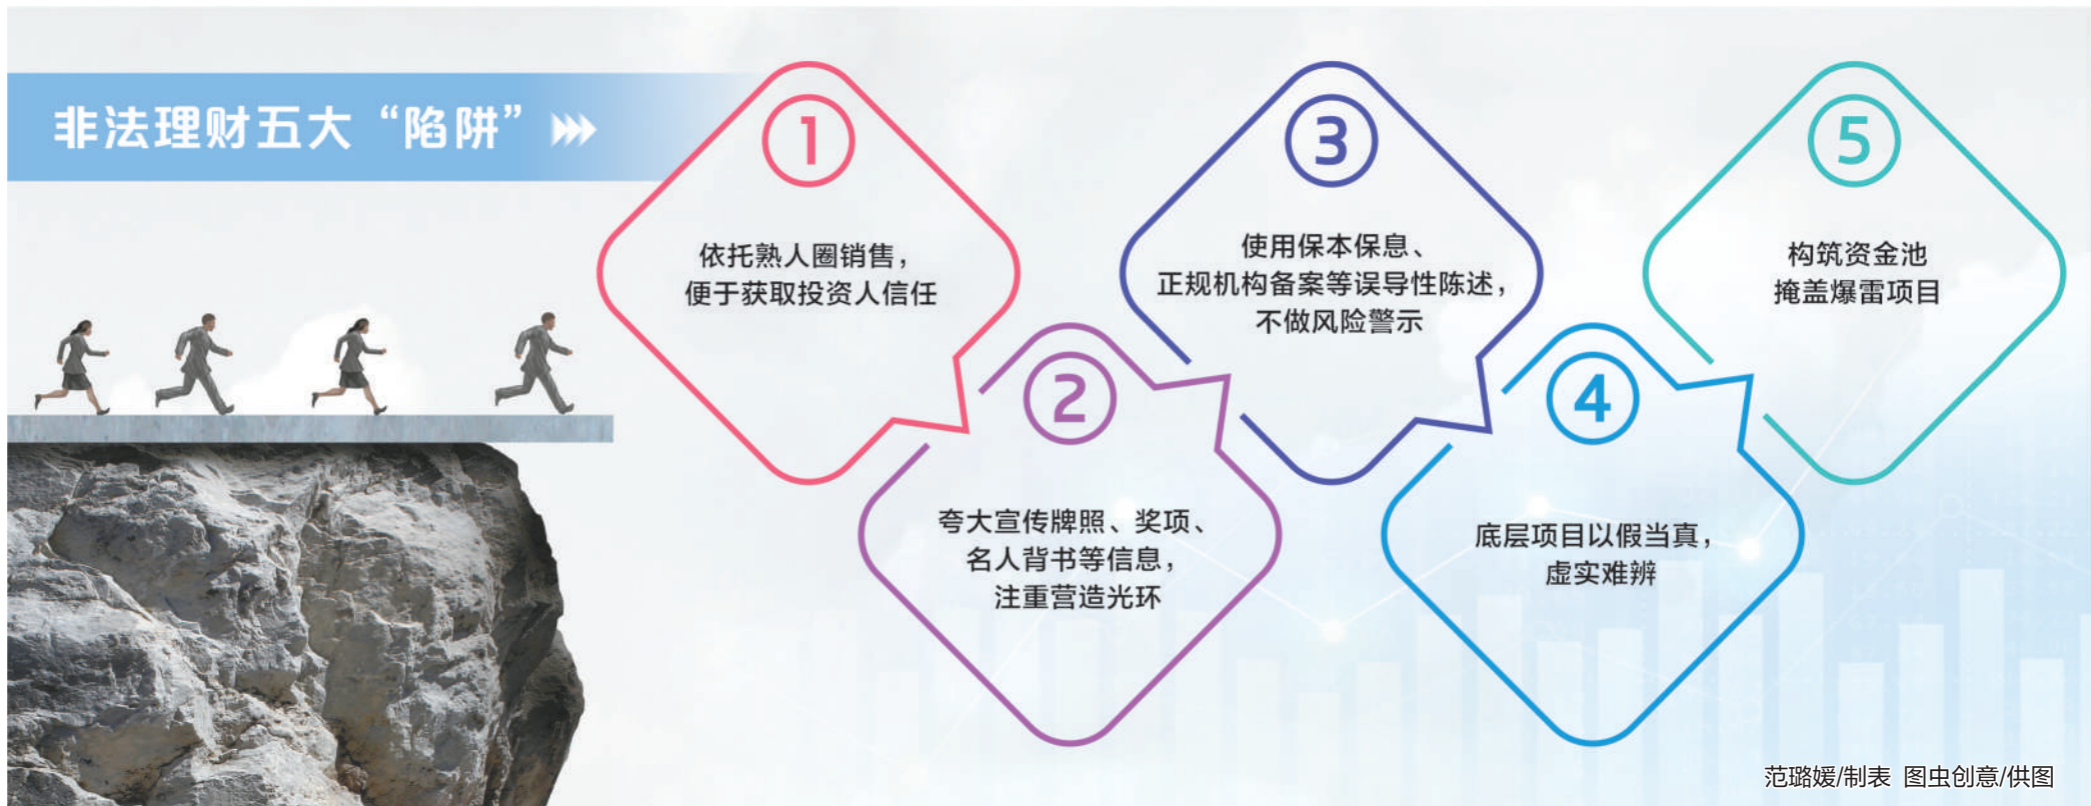 非法理财五大“陷阱”
1
依托熟人圈销售，
便于获取投资人信任
2
夸大宣传牌照、奖项、
名人背书等信息，
注重营造光环
3
使用保本保息、
正规机构备案等误导性陈述，
不做风险警示
4
底层项目以假当真，
虚实难辨
5
构筑资金池
掩盖爆雷项目
范璐媛/制表 图虫创意/供图